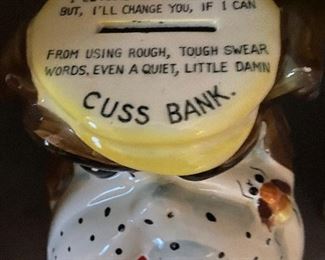 BUT, I'LL CHANGE YOU, IF I CAN
FROM USING ROUGH, TOUGH SWEAR
WORDS, EVEN A QUIET, LITTLE DAMN
CUSS BANK.